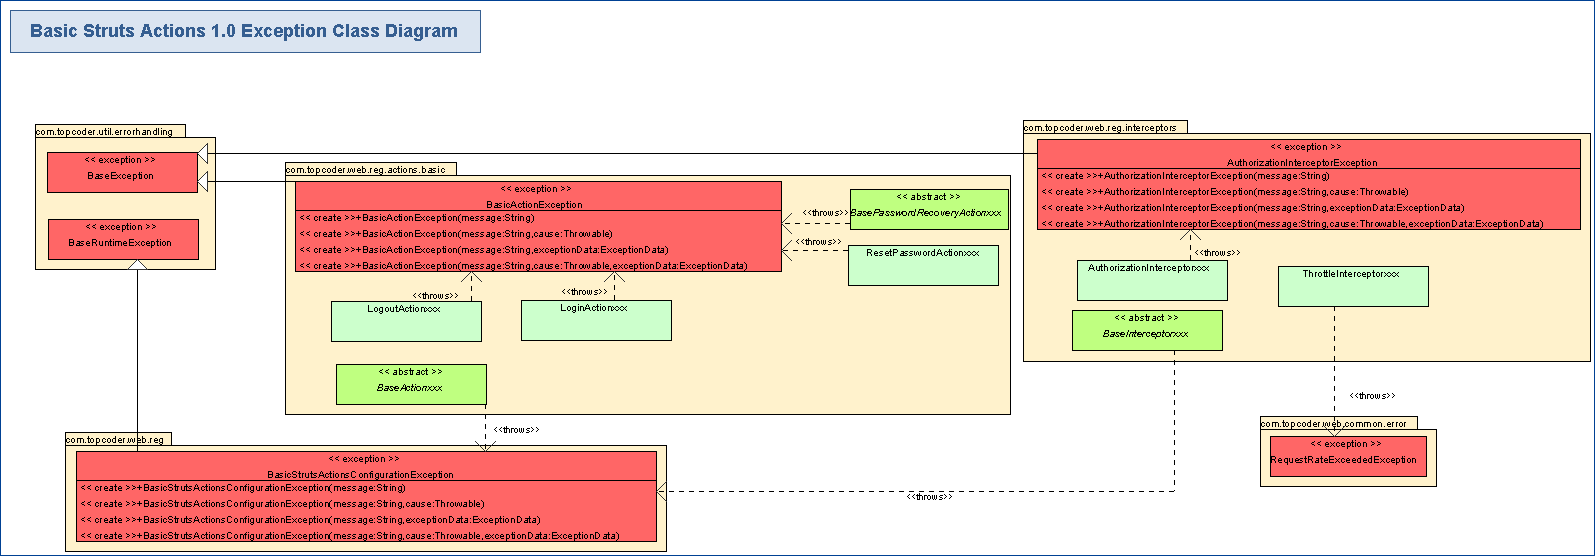 Basic Struts Actions 1.0 Exception Class Diagram
com.topcoder.util.errorhandling
<< exception >>
BaseException
<< exception >>
BaseRuntimeException
com.topcoder.web.reg.actions.basic
<< exception >>
BasicActionException
<< create >>+BasicActionException(message:String)
<< create >>+BasicActionException(message:String,cause:Throwable)
<< create >>+BasicActionException(message:String,exceptionData:ExceptionData)
<< create >>+BasicActionException(message:String,cause:Throwable,exceptionData:ExceptionData)
<<throws>>
<< abstract >>
BasePasswordRecoveryActionxxx
<<throws>>
ResetPasswordActionxxx
<<throws>>
LogoutActionxxx
<<throws>>
LoginActionxxx
<< abstract >>
BaseActionxxx
<<throws>>
com.topcoder.web.reg.interceptors
<< exception >>
AuthorizationInterceptorException
<< create >>+AuthorizationInterceptorException(message:String)
<< create >>+AuthorizationInterceptorException(message:String,cause:Throwable)
<< create >>+AuthorizationInterceptorException(message:String,exceptionData:ExceptionData)
<< create >>+AuthorizationInterceptorException(message:String,cause:Throwable,exceptionData:ExceptionData)
<<throws>>
AuthorizationInterceptorxxx
ThrottleInterceptorxxx
<< abstract >>
BaseInterceptorxxx
<<throws>>
com.topcoder.web.common.error
<< exception >>
RequestRateExceededException
com.topcoder.web.reg
<< exception >>
BasicStrutsActionsConfigurationException
<< create >>+BasicStrutsActionsConfigurationException(message:String)
<< create >>+BasicStrutsActionsConfigurationException(message:String,cause:Throwable)
<< create >>+BasicStrutsActionsConfigurationException(message:String,exceptionData:ExceptionData)
<< create >>+BasicStrutsActionsConfigurationException(message:String,cause:Throwable,exceptionData:ExceptionData)
<<throws>>